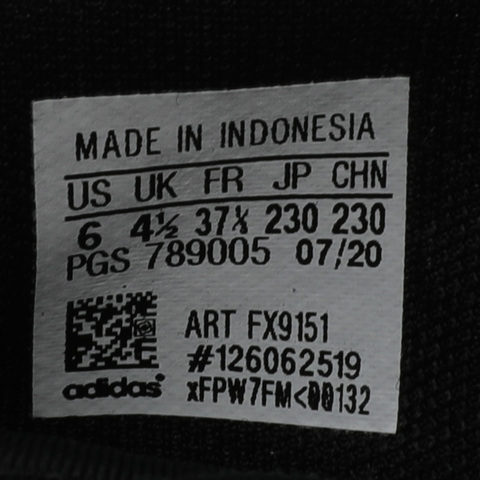 MADE IN INDONESIA
US UK FR JP CHN
6 4½ 37⅓ 230 230
PGS 789005 07/20
ART FX9151
#126062519
adidas® xFPW7FM<00132